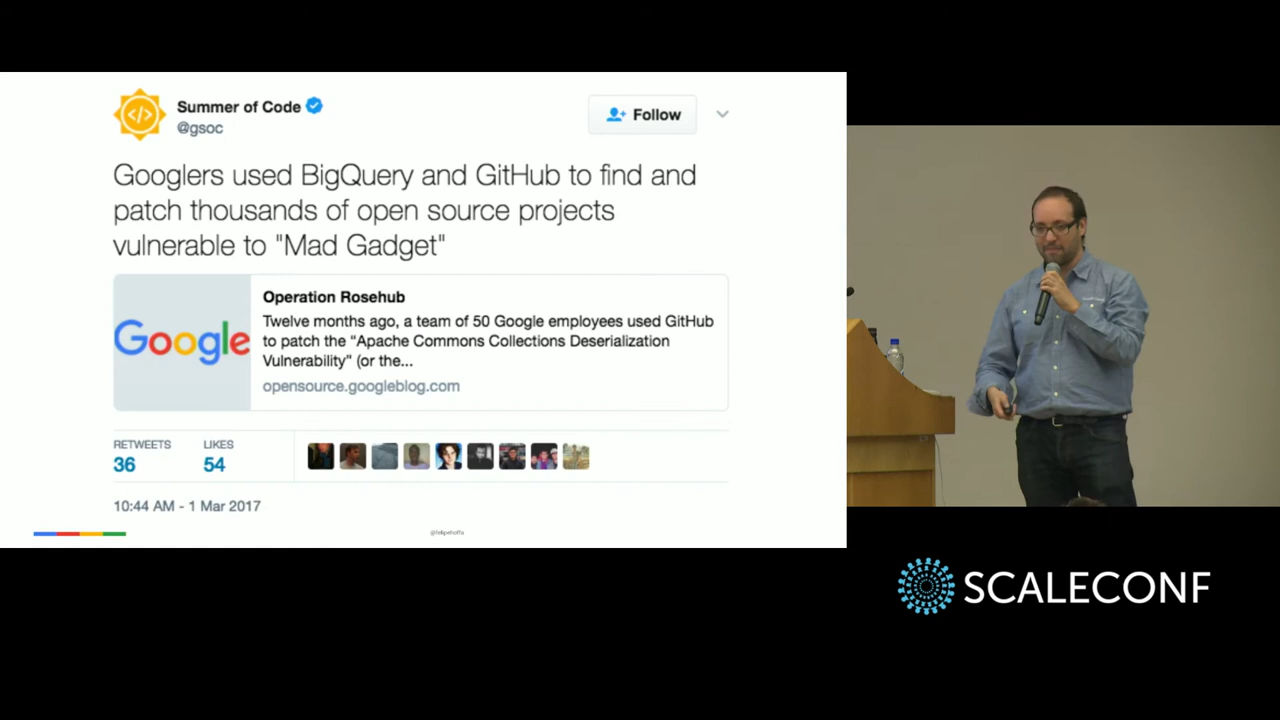 Summer of Code
@gsoc
Follow
Googlers used BigQuery and GitHub to find and
patch thousands of open source projects
vulnerable to "Mad Gadget"
Operation Rosehub
Twelve months ago, a team of 50 Google employees used GitHub
to patch the “Apache Commons Collections Deserialization
Vulnerability” (or the...
opensource.googleblog.com
Google
RETWEETS
36
LIKES
54
10:44 AM - 1 Mar 2017
@felipehoffa
SCALECONF